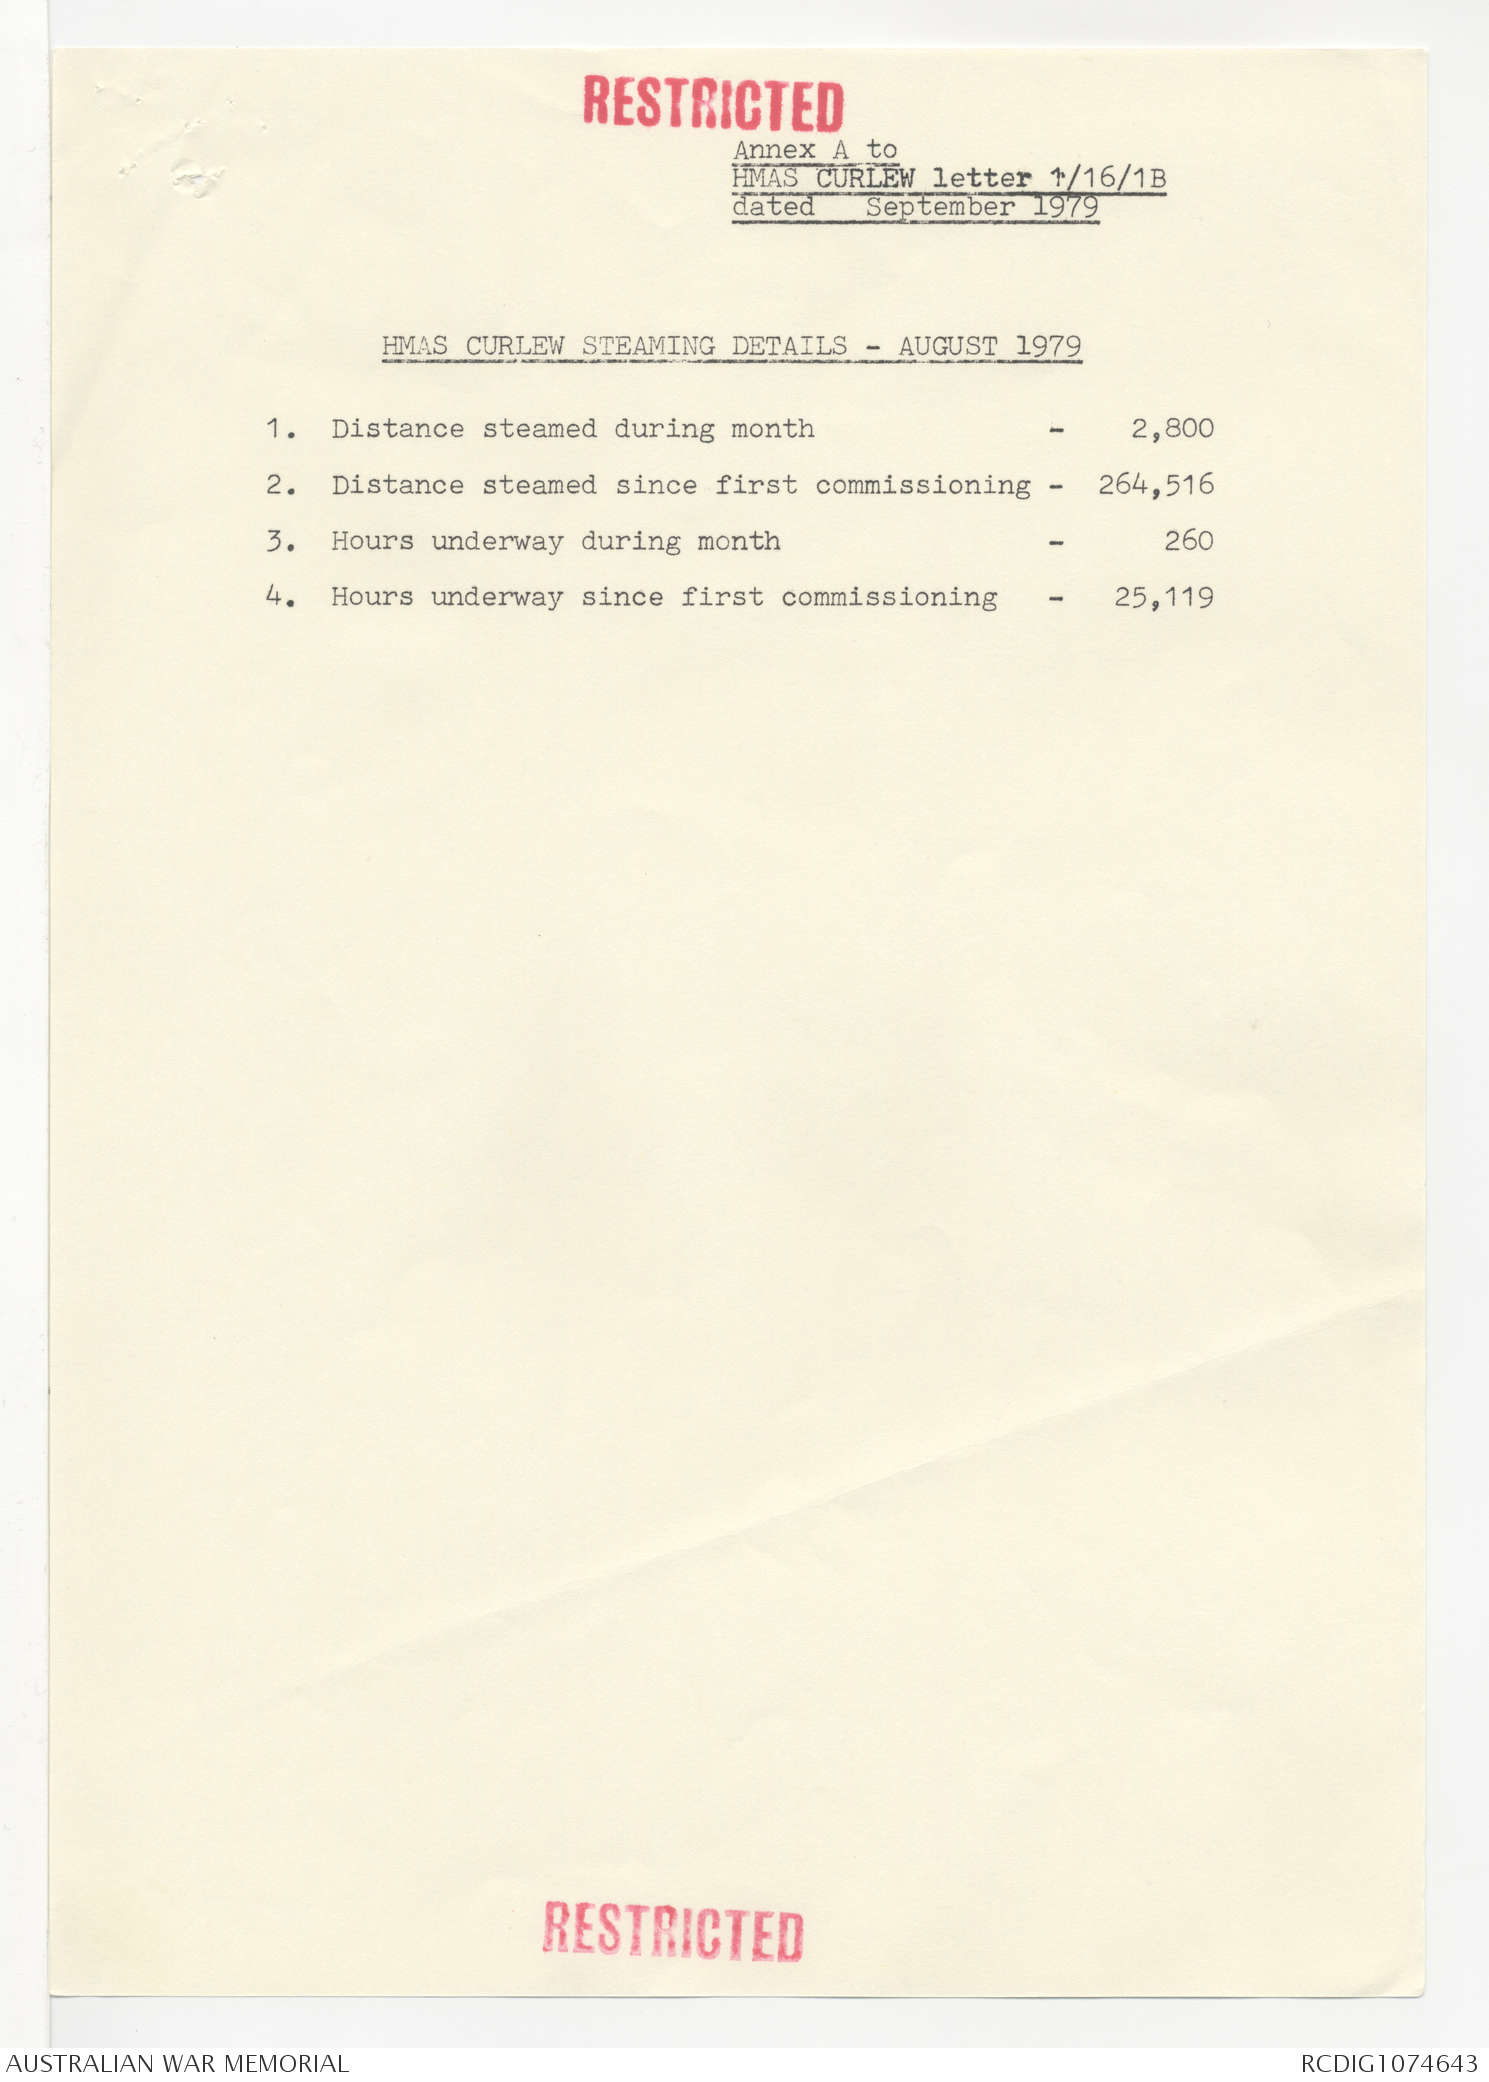 RESTRICTED
Annex A to
HMAS CURLEW letter 1/16/1B
dated   September 1979
HMAS CURLEW STEAMING DETAILS - AUGUST 1979
1. Distance steamed during month - 2,800
2. Distance steamed since first commissioning - 264,516
3. Hours underway during month - 260
4. Hours underway since first commissioning - 25,119
RESTRICTED
AUSTRALIAN WAR MEMORIAL
RCDIG1074643